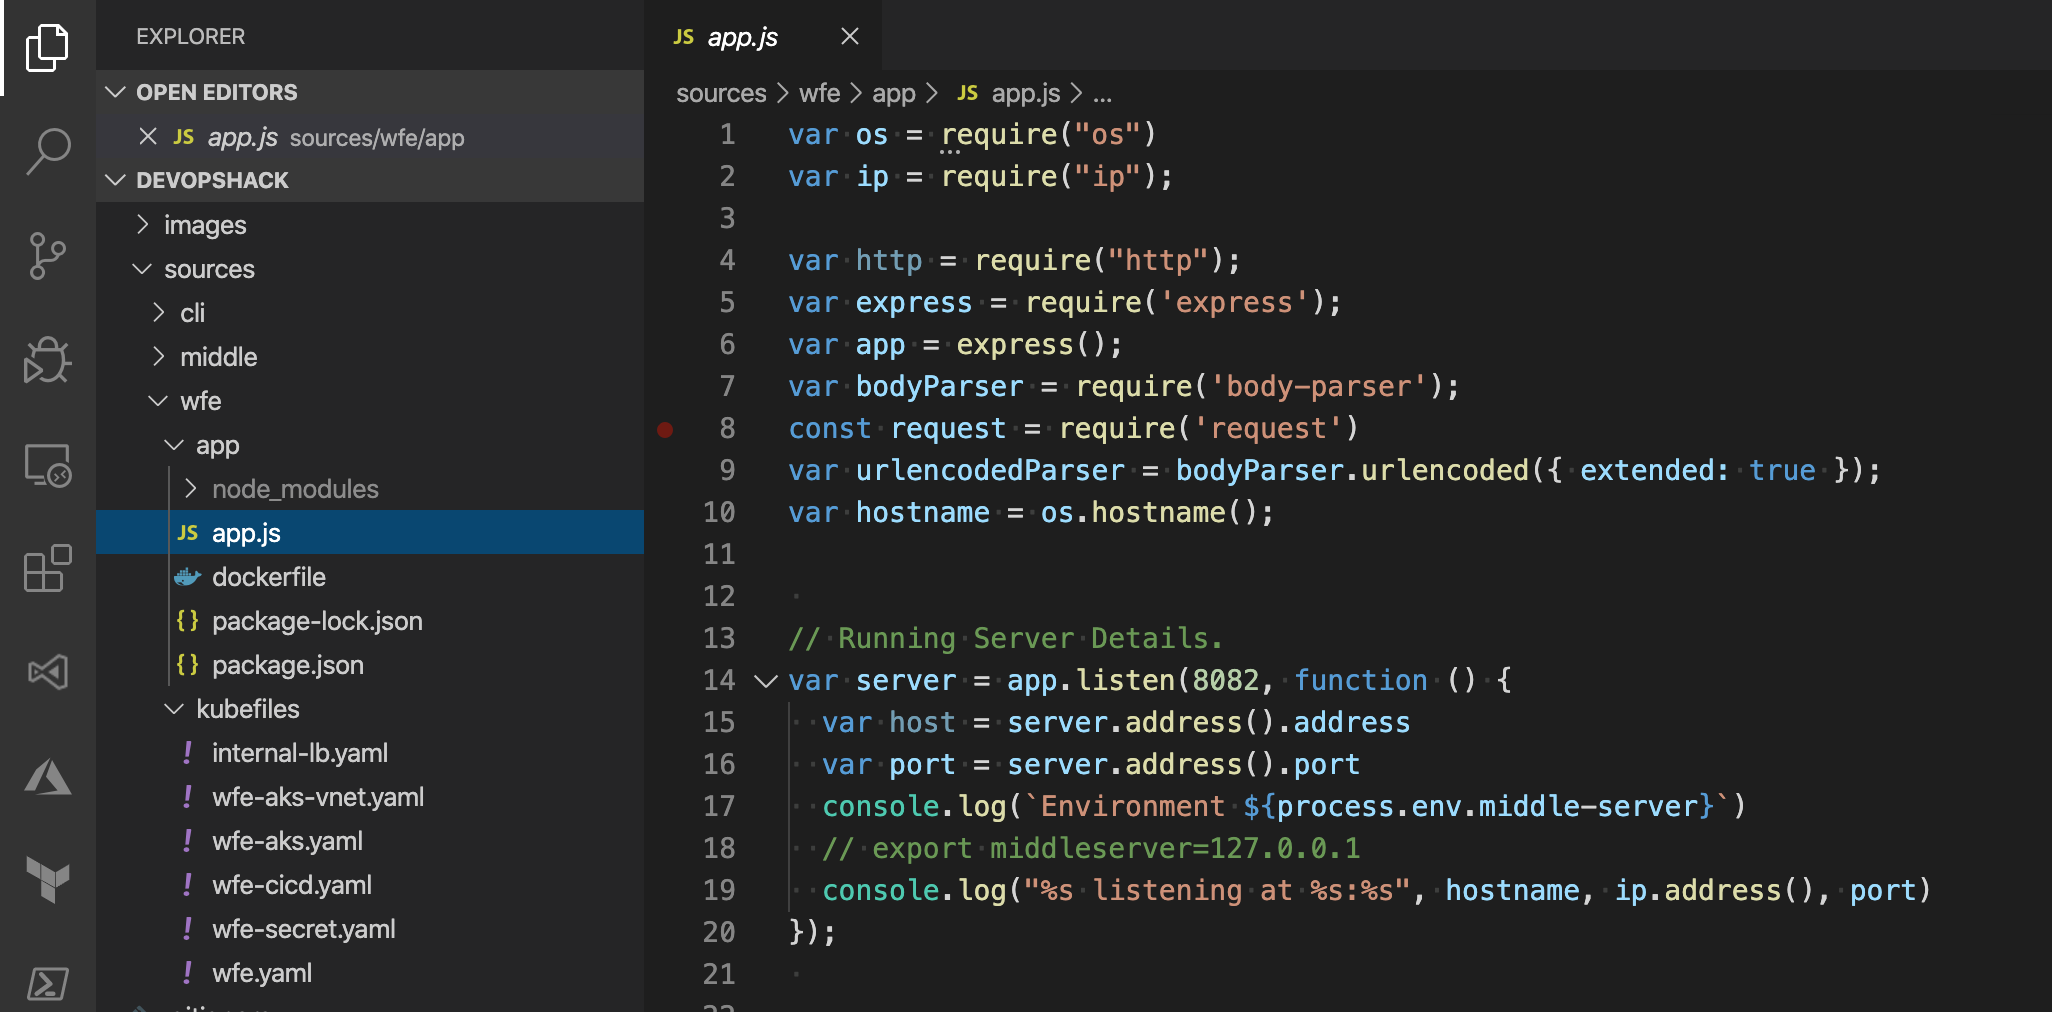 EXPLORER
OPEN EDITORS
JS app.js sources/wfe/app
DEVOPSHACK
images
sources
cli
middle
wfe
app
node_modules
JS app.js
dockerfile
{} package-lock.json
{} package.json
kubefiles
! internal-lb.yaml
! wfe-aks-vnet.yaml
! wfe-aks.yaml
! wfe-cicd.yaml
! wfe-secret.yaml
! wfe.yaml
JS app.js
sources > wfe > app > JS app.js > ...
1 var os = require("os")
2 var ip = require("ip");
3
4 var http = require("http");
5 var express = require('express');
6 var app = express();
7 var bodyParser = require('body-parser');
8 const request = require('request')
9 var urlencodedParser = bodyParser.urlencoded({ extended: true });
10 var hostname = os.hostname();
11
12
13 // Running Server Details.
14 var server = app.listen(8082, function () {
15   var host = server.address().address
16   var port = server.address().port
17   console.log(`Environment ${process.env.middle-server}`)
18   // export middleserver=127.0.0.1
19   console.log("%s listening at %s:%s", hostname, ip.address(), port)
20 });
21